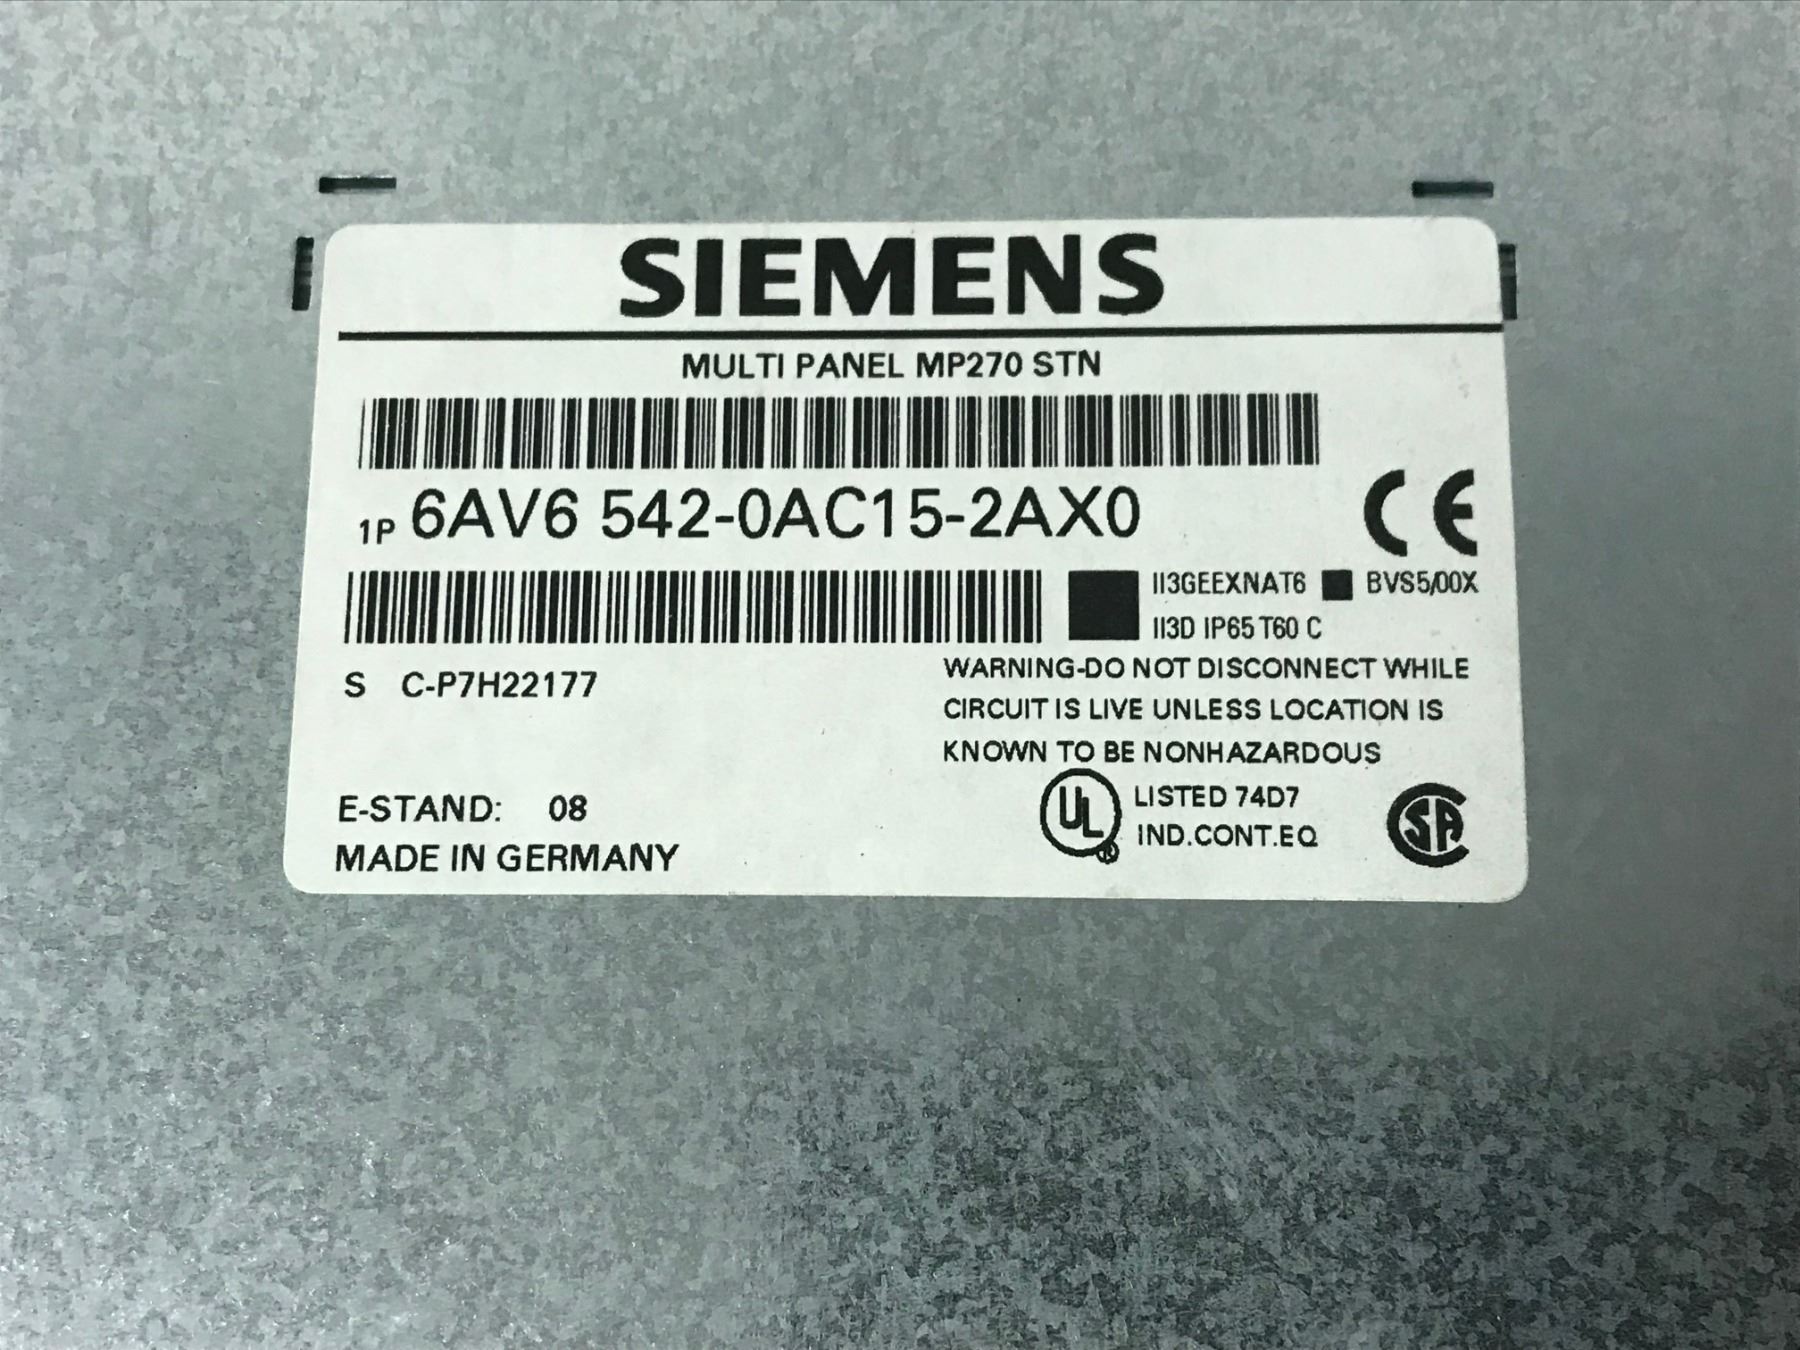 SIEMENS
MULTI PANEL MP270 STN
1P 6AV6 542-0AC15-2AX0
CE
II3GEEXNAT6 BVS5/00X
II3D IP65 T60 C
S C-P7H22177
WARNING-DO NOT DISCONNECT WHILE
CIRCUIT IS LIVE UNLESS LOCATION IS
KNOWN TO BE NONHAZARDOUS
E-STAND: 08
MADE IN GERMANY
UL ® LISTED 74D7
IND.CONT.EQ
CSA